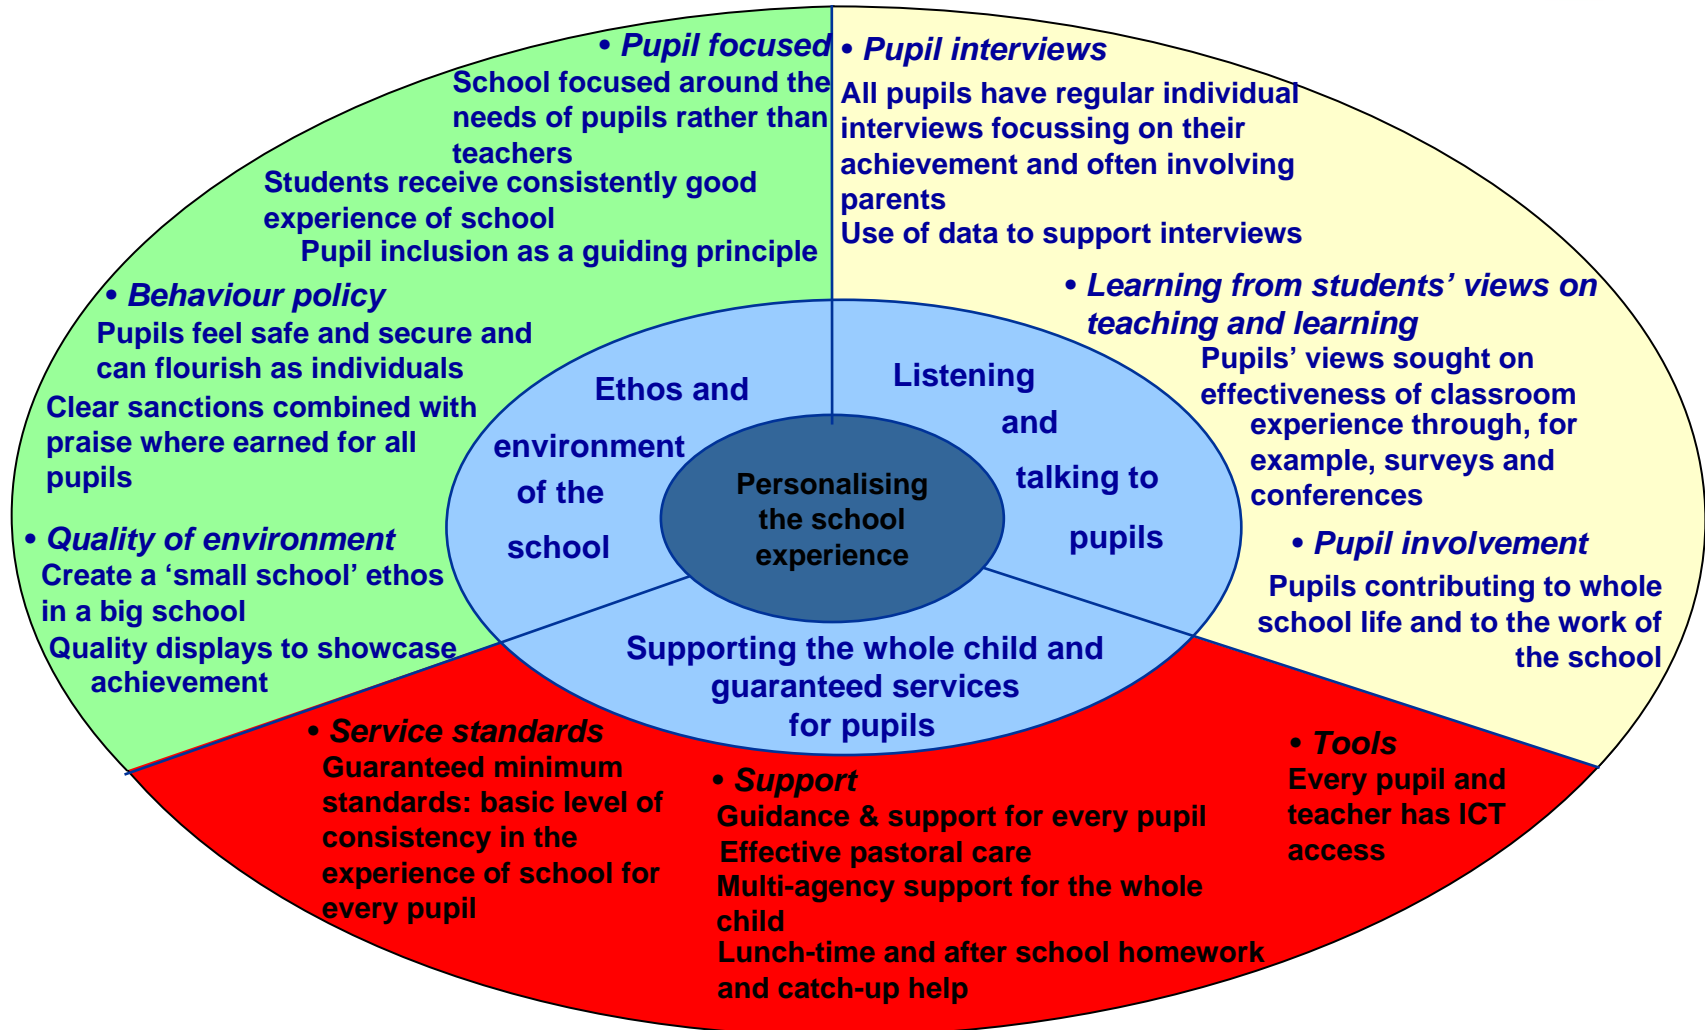 • Pupil focused
School focused around the
needs of pupils rather than
teachers
Students receive consistently good
experience of school
Pupil inclusion as a guiding principle
• Behaviour policy
Pupils feel safe and secure and
can flourish as individuals
Clear sanctions combined with
praise where earned for all
pupils
• Quality of environment
Create a ‘small school’ ethos
in a big school
Quality displays to showcase
achievement
• Pupil interviews
All pupils have regular individual
interviews focussing on their
achievement and often involving
parents
Use of data to support interviews
• Learning from students’ views on
teaching and learning
Pupils’ views sought on
effectiveness of classroom
experience through, for
example, surveys and
conferences
• Pupil involvement
Pupils contributing to whole
school life and to the work of
the school
Ethos and
environment
of the
school
Listening
and
talking to
pupils
Personalising
the school
experience
Supporting the whole child and
guaranteed services
for pupils
• Service standards
Guaranteed minimum
standards: basic level of
consistency in the
experience of school for
every pupil
• Support
Guidance & support for every pupil
Effective pastoral care
Multi-agency support for the whole
child
Lunch-time and after school homework
and catch-up help
• Tools
Every pupil and
teacher has ICT
access